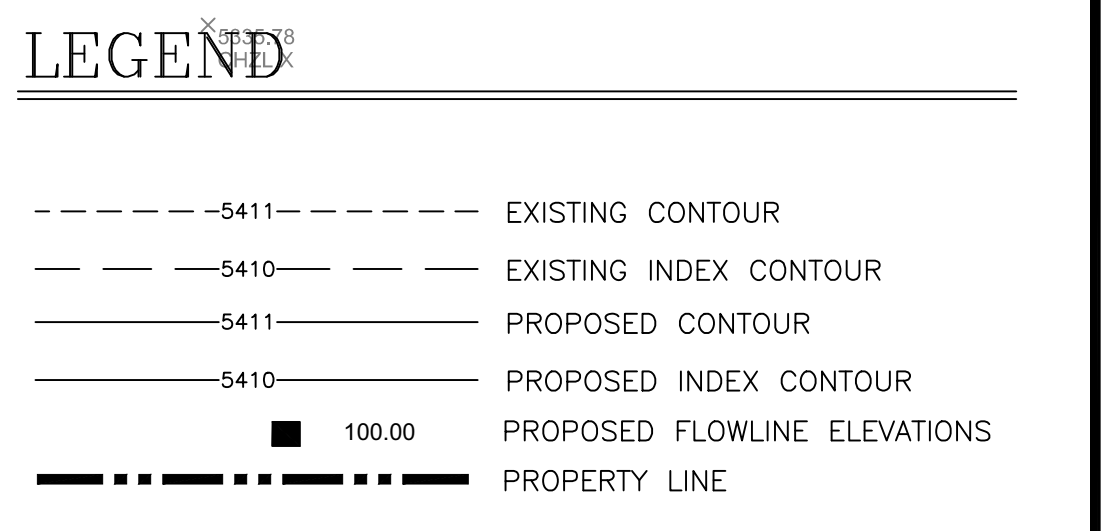 LEGEND
5335.78
5411 EXISTING CONTOUR
5410 EXISTING INDEX CONTOUR
5411 PROPOSED CONTOUR
5410 PROPOSED INDEX CONTOUR
100.00 PROPOSED FLOWLINE ELEVATIONS
PROPERTY LINE